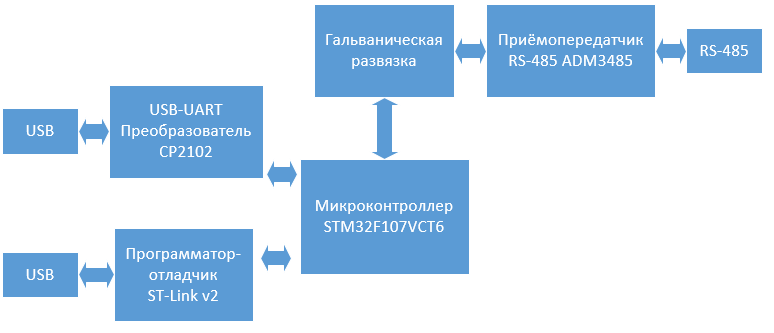 Гальваническая
развязка
Приёмопередатчик
RS-485 ADM3485
RS-485
USB
USB-UART
Преобразователь
CP2102
Микроконтроллер
STM32F107VCT6
USB
Программатор-
отладчик
ST-Link v2